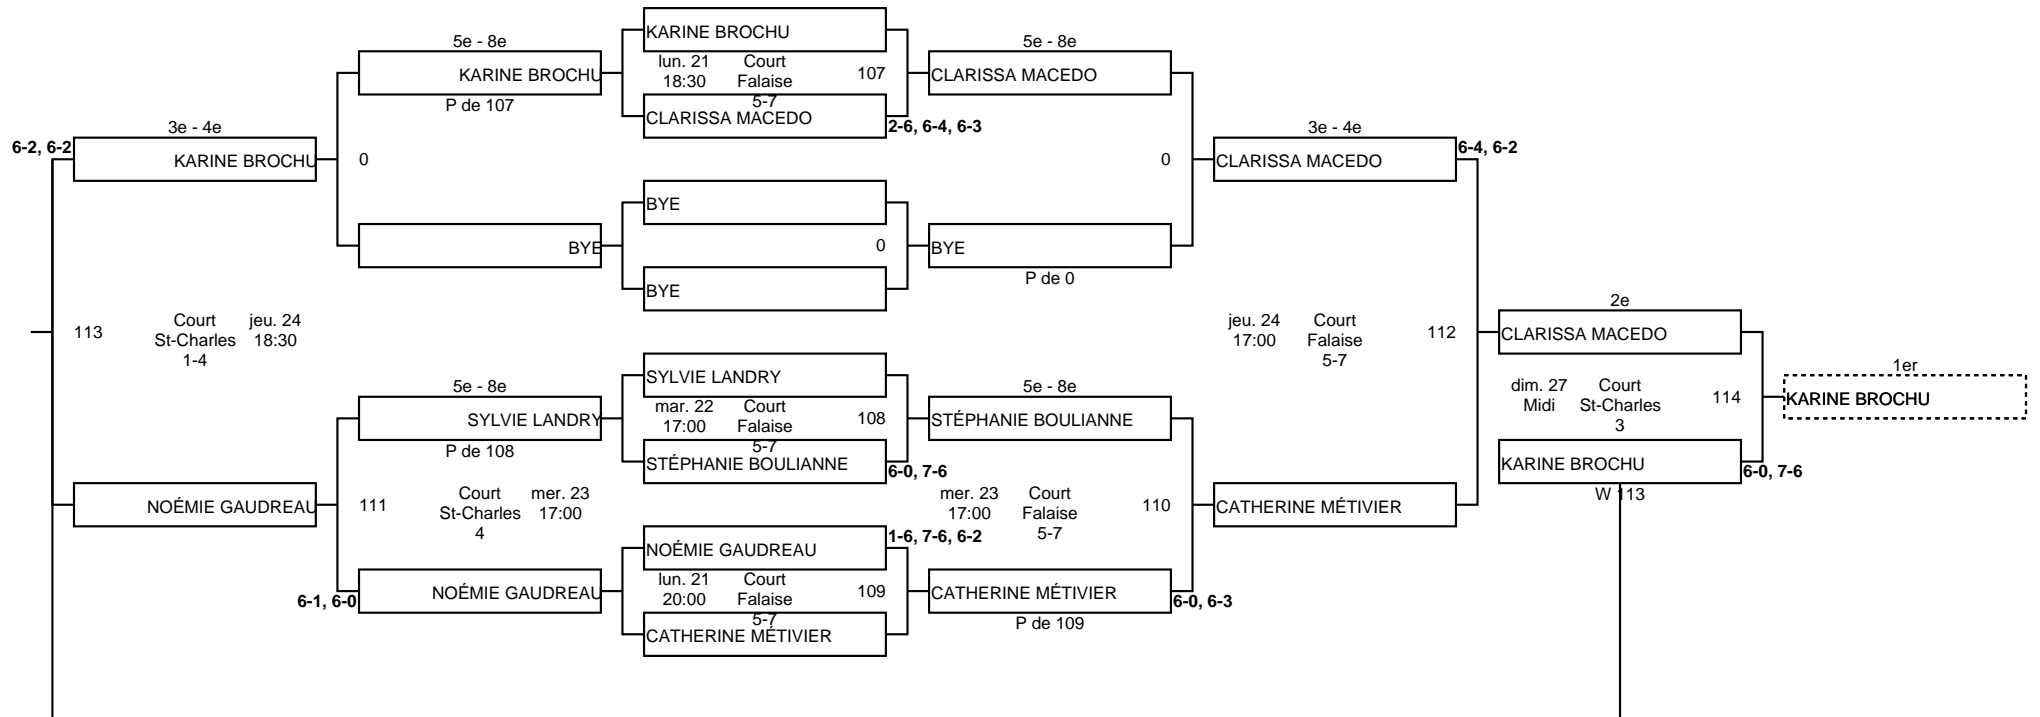 KARINE BROCHU
5e - 8e
5e - 8e
lun. 21 Court
18:30 Falaise 107
5-7
KARINE BROCHU
CLARISSA MACEDO
P de 107
CLARISSA MACEDO
2-6, 6-4, 6-3
3e - 4e
3e - 4e
6-2, 6-2
6-4, 6-2
KARINE BROCHU
0
0
CLARISSA MACEDO
BYE
BYE
0
BYE
P de 0
BYE
2e
113
Court jeu. 24
St-Charles 18:30
1-4
jeu. 24 Court
17:00 Falaise
5-7
112
CLARISSA MACEDO
1er
SYLVIE LANDRY
5e - 8e
5e - 8e
dim. 27 Court
Midi St-Charles
3
114
KARINE BROCHU
mar. 22 Court
17:00 Falaise 108
5-7
SYLVIE LANDRY
STÉPHANIE BOULIANNE
P de 108
STÉPHANIE BOULIANNE
6-0, 7-6
KARINE BROCHU
6-0, 7-6
W 113
NOÉMIE GAUDREAU
111
Court mer. 23
St-Charles 17:00
4
mer. 23 Court
17:00 Falaise
5-7
110
CATHERINE MÉTIVIER
1-6, 7-6, 6-2
NOÉMIE GAUDREAU
lun. 21 Court
20:00 Falaise 109
5-7
6-1, 6-0
NOÉMIE GAUDREAU
CATHERINE MÉTIVIER
6-0, 6-3
P de 109
CATHERINE MÉTIVIER